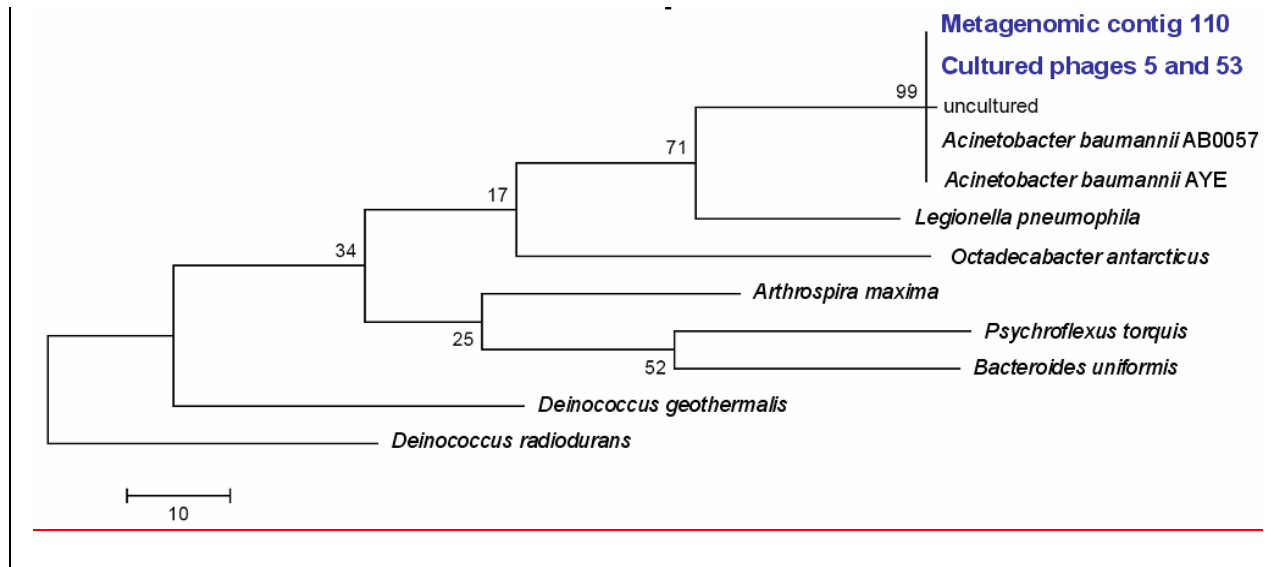 Metagenomic contig 110
Cultured phages 5 and 53
99
uncultured
Acinetobacter baumannii AB0057
71
Acinetobacter baumannii AYE
17
Legionella pneumophila
34
Octadecabacter antarcticus
Arthrospira maxima
25
Psychroflexus torquis
52
Bacteroides uniformis
Deinococcus geothermalis
Deinococcus radiodurans
10